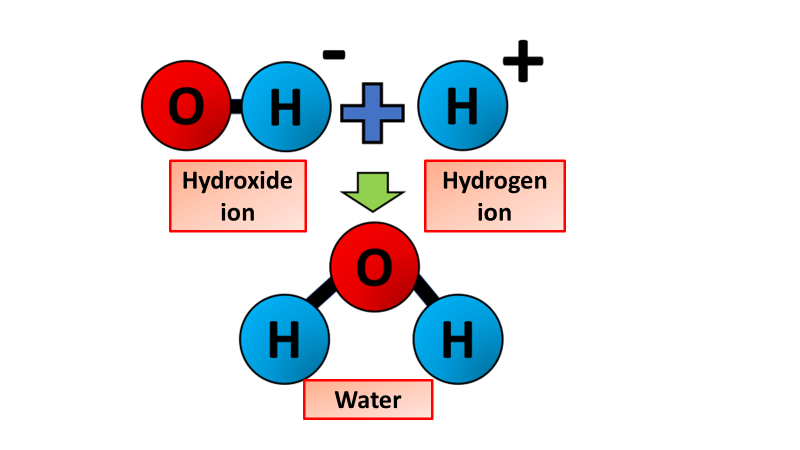 O H - + H +
Hydroxide
ion
Hydrogen
ion
O
H H
Water